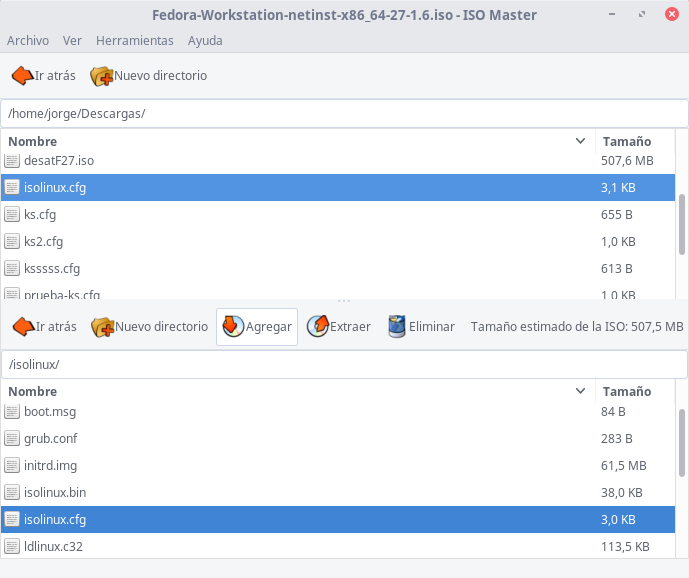 Fedora-Workstation-netinst-x86_64-27-1.6.iso - ISO Master
Archivo Ver Herramientas Ayuda
Ir atrás Nuevo directorio
/home/jorge/Descargas/
Nombre Tamaño
desatF27.iso 507,6 MB
isolinux.cfg 3,1 KB
ks.cfg 655 B
ks2.cfg 1,0 KB
ksssss.cfg 613 B
prueba-ks.cfg 1,0 KB
Ir atrás Nuevo directorio Agregar Extraer Eliminar Tamaño estimado de la ISO: 507,5 MB
/isolinux/
Nombre Tamaño
boot.msg 84 B
grub.conf 283 B
initrd.img 61,5 MB
isolinux.bin 38,0 KB
isolinux.cfg 3,0 KB
ldlinux.c32 113,5 KB